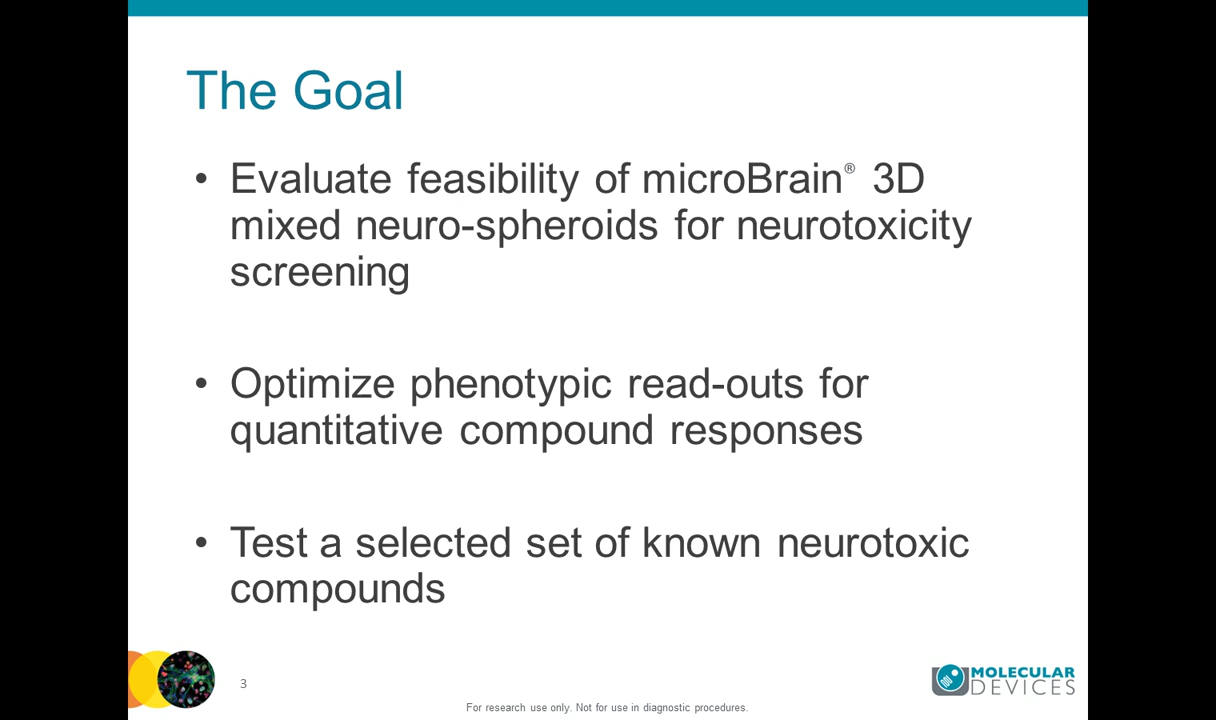 The Goal
• Evaluate feasibility of microBrain® 3D
mixed neuro-spheroids for neurotoxicity
screening
• Optimize phenotypic read-outs for
quantitative compound responses
• Test a selected set of known neurotoxic
compounds
3
MOLECULAR
DEVICES
For research use only. Not for use in diagnostic procedures.